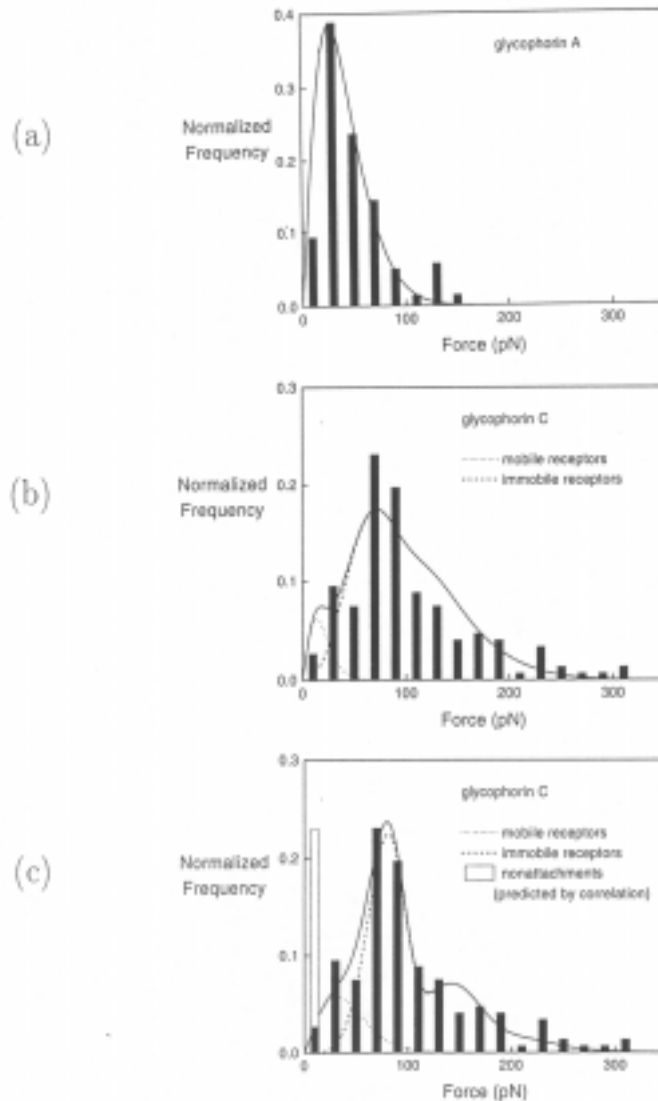 (a)
0.4
0.3
0.2
0.1
0.0
Normalized
Frequency
glycophorin A
0 100 200 300
Force (pN)
(b)
0.3
0.2
0.1
0.0
Normalized
Frequency
glycophorin C
mobile receptors
immobile receptors
0 100 200 300
Force (pN)
(c)
0.3
0.2
0.1
0.0
Normalized
Frequency
glycophorin C
mobile receptors
immobile receptors
nonattachments
(predicted by correlation)
0 100 200 300
Force (pN)